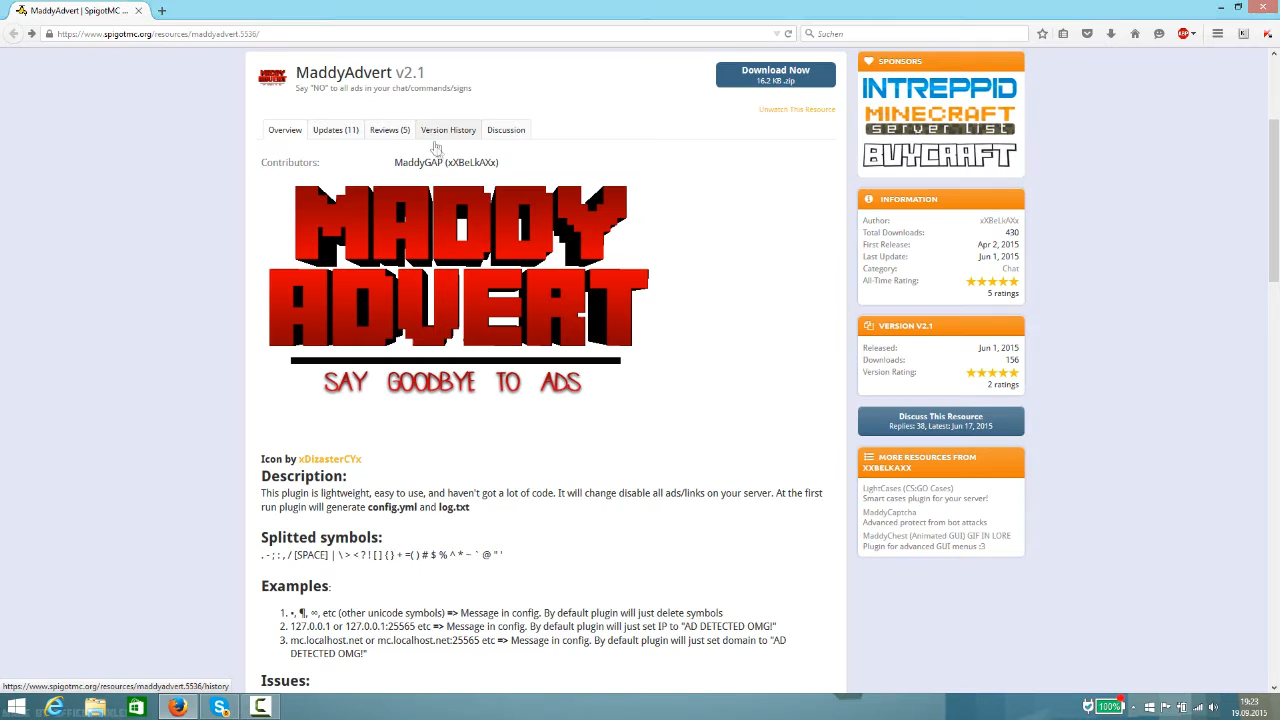 MaddyAdvert | SpigotMC ...
https://www.spigotmc.org/resources/maddyadvert.5536/
Suchen
MaddyAdvert v2.1
Say "NO" to all ads in your chat/commands/signs
Download Now
16.2 KB .zip
Unwatch This Resource
Overview
Updates (11)
Reviews (5)
Version History
Discussion
Contributors:
MaddyGAP (xXBeLkAXx)
MADDY
ADVERT
SAY GOODBYE TO ADS
Icon by xDizasterCYx
Description:
This plugin is lightweight, easy to use, and haven't got a lot of code. It will change disable all ads/links on your server. At the first
run plugin will generate config.yml and log.txt
Splitted symbols:
. - ; : , / [SPACE] | \ > < ? ! [ ] { } + =( ) # $ % ^ * ~ ` @ " '
Examples:
1. •, ¶, ∞, etc (other unicode symbols) => Message in config. By default plugin will just delete symbols
2. 127.0.0.1 or 127.0.0.1:25565 etc => Message in config. By default plugin will just set IP to "AD DETECTED OMG!"
3. mc.localhost.net or mc.localhost.net:25565 etc => Message in config. By default plugin will just set domain to "AD
DETECTED OMG!"
Issues:
SPONSORS
INTREPPID
MINECRAFT
SERVER LIST
BUYCRAFT
INFORMATION
Author: xXBeLkAXx
Total Downloads: 430
First Release: Apr 2, 2015
Last Update: Jun 1, 2015
Category: Chat
All-Time Rating:
5 ratings
VERSION V2.1
Released: Jun 1, 2015
Downloads: 156
Version Rating:
2 ratings
Discuss This Resource
Replies: 38, Latest: Jun 17, 2015
MORE RESOURCES FROM
XXBELKAXX
LightCases (CS:GO Cases)
Smart cases plugin for your server!
MaddyCaptcha
Advanced protect from bot attacks
MaddyChest (Animated GUI) GIF IN LORE
Plugin for advanced GUI menus :3
https://www.spigotmc.org/resources/maddyadvert.5536/history
100%
19:23
19.09.2015